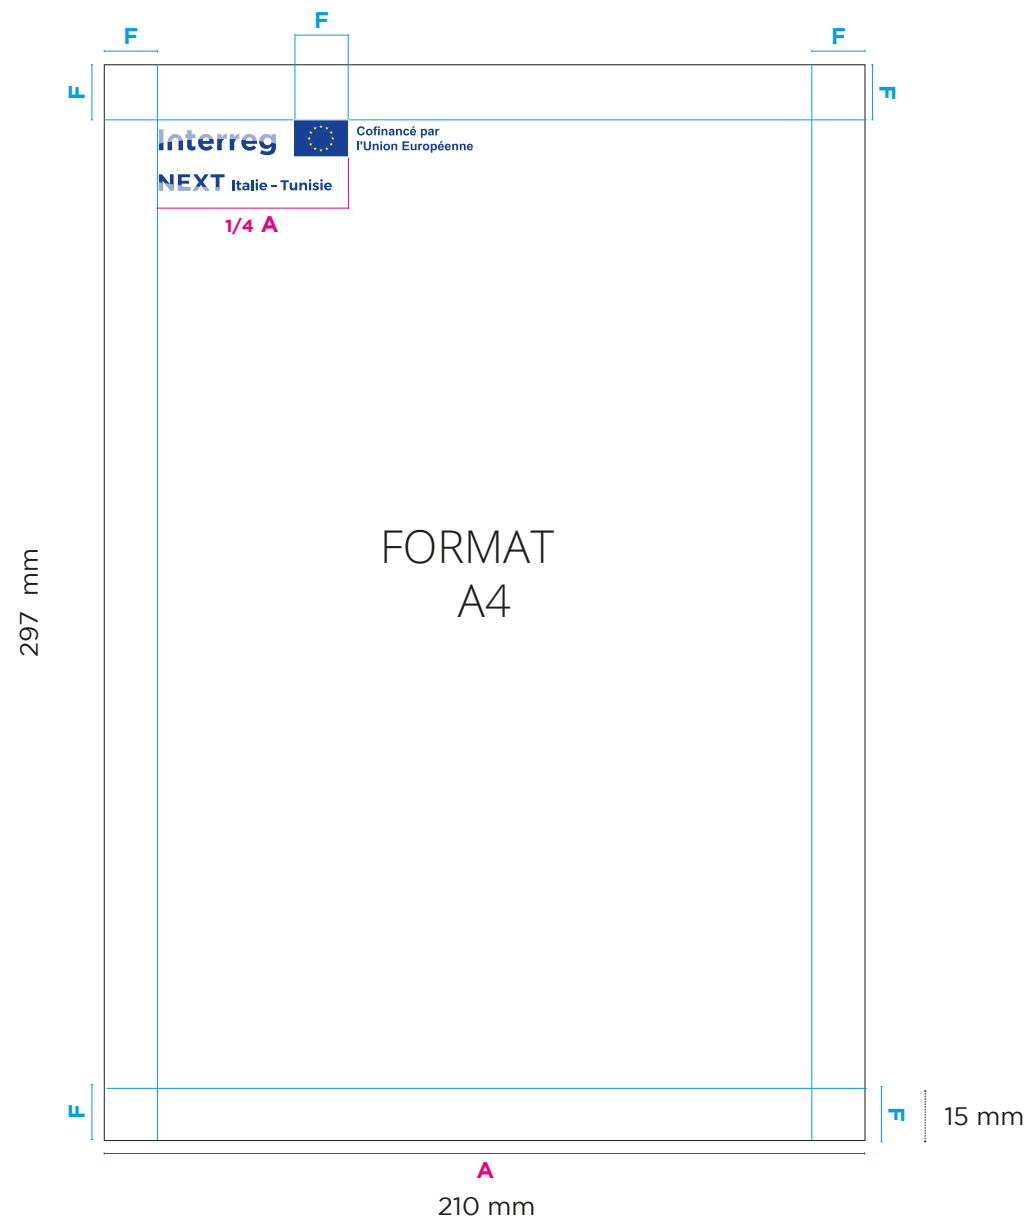 F
F
F
F
F
Interreg
Cofinancé par
l'Union Européenne
NEXT Italie – Tunisie
1/4 A
FORMAT
A4
297 mm
F
F
15 mm
A
210 mm